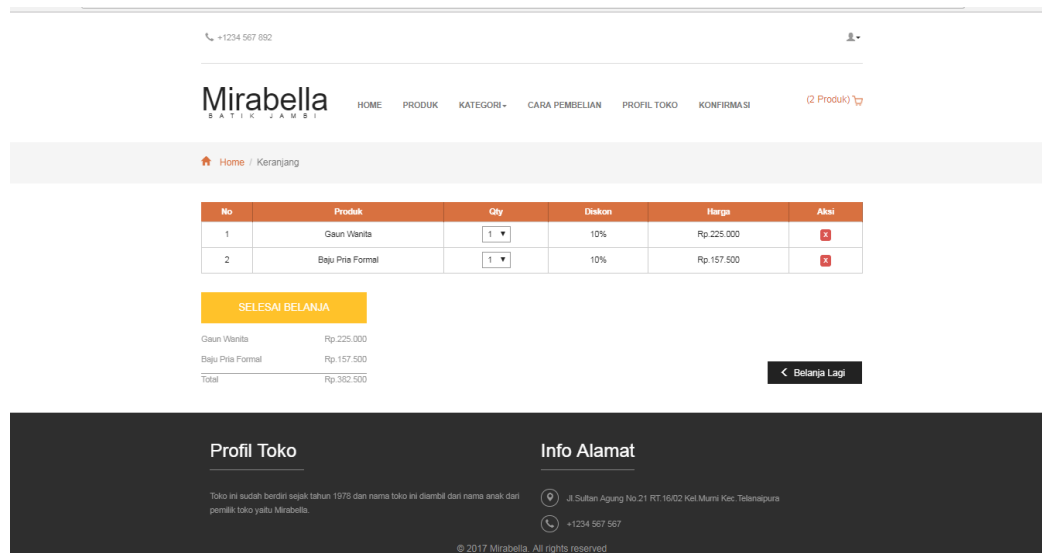 +1234 567 892
Mirabella
BATIK JAMBI
HOME PRODUK KATEGORI CARA PEMBELIAN PROFIL TOKO KONFIRMASI (2 Produk)
Home / Keranjang
No Produk Qty Diskon Harga Aksi
1 Gaun Wanita 1 10% Rp.225.000 x
2 Baju Pria Formal 1 10% Rp.157.500 x
SELESAI BELANJA
Gaun Wanita Rp.225.000
Baju Pria Formal Rp.157.500
Total Rp.382.500
Belanja Lagi
Profil Toko
Toko ini sudah berdiri sejak tahun 1978 dan nama toko ini diambil dari nama anak dari
pemilik toko yaitu Mirabella.
Info Alamat
Jl.Sultan Agung No.21 RT.16/02 Kel.Murni Kec.Telanaipura
+1234 567 567
© 2017 Mirabella. All rights reserved